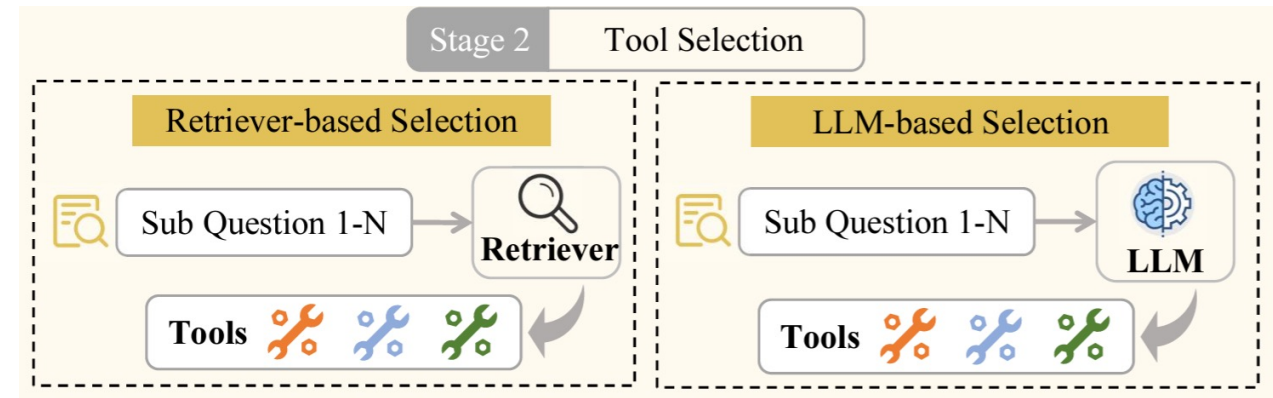 Stage 2
Tool Selection
Retriever-based Selection
Sub Question 1-N
Retriever
Tools
LLM-based Selection
Sub Question 1-N
LLM
Tools